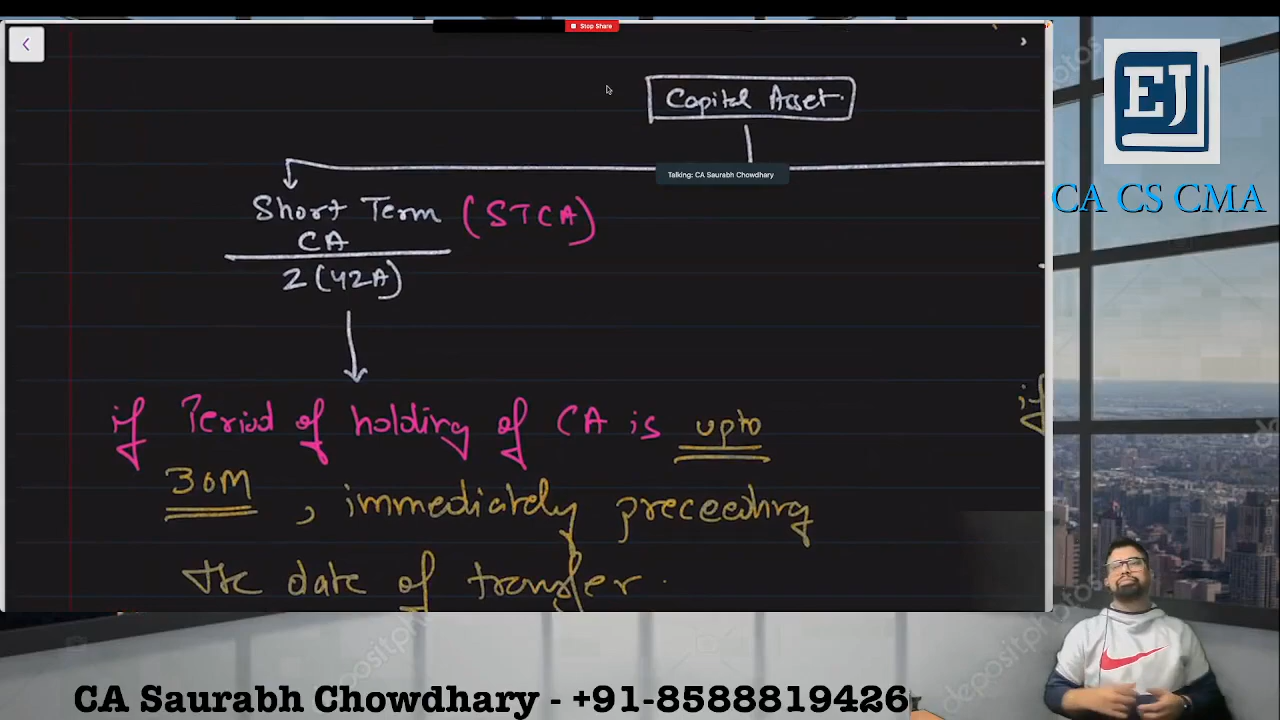 Stop Share
Capital Asset.
Talking: CA Saurabh Chowdhary
Short Term (STCA)
CA
2(42A)
if Period of holding of CA is upto
30M, immediately preceeding
the date of transfer.
if
EJ
CA CS CMA
CA Saurabh Chowdhary - +91-8588819426
depositphotos